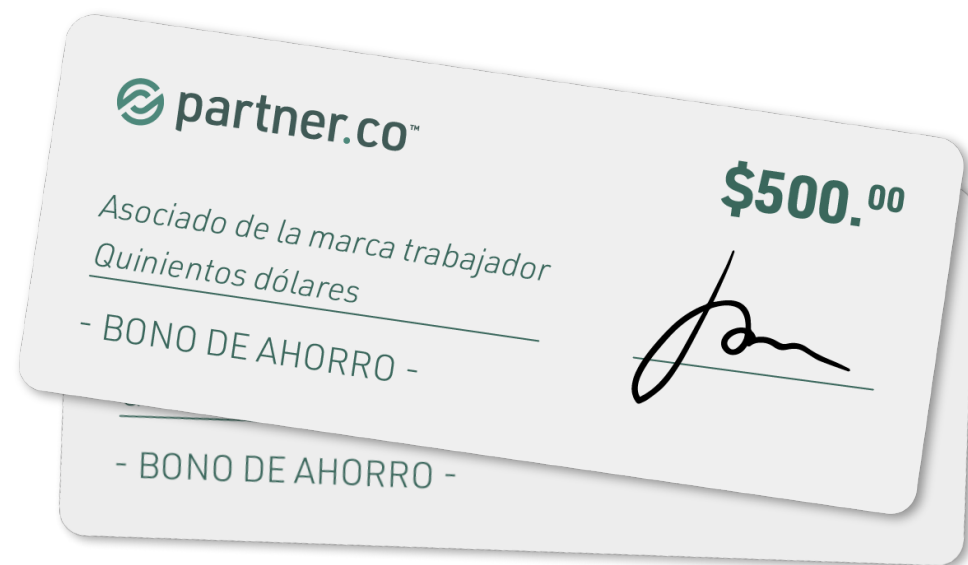 partner.co™
$500.00
Asociado de la marca trabajador
Quinientos dólares
- BONO DE AHORRO -
- BONO DE AHORRO -